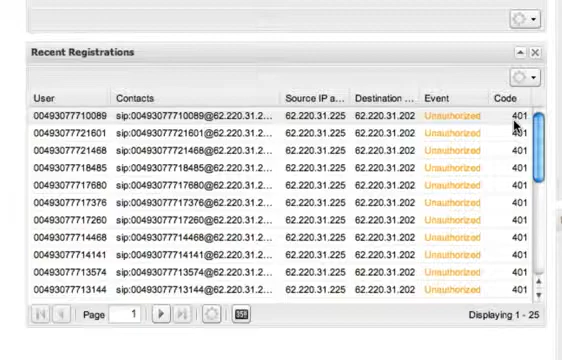 Recent Registrations
User Contacts Source IP a... Destination ... Event Code
00493077710089 sip:00493077710089@62.220.31.2... 62.220.31.225 62.220.31.202 Unauthorized 401
00493077721601 sip:00493077721601@62.220.31.2... 62.220.31.225 62.220.31.202 Unauthorized 401
00493077721468 sip:00493077721468@62.220.31.2... 62.220.31.225 62.220.31.202 Unauthorized 401
00493077718485 sip:00493077718485@62.220.31.2... 62.220.31.225 62.220.31.202 Unauthorized 401
00493077717680 sip:00493077717680@62.220.31.2... 62.220.31.225 62.220.31.202 Unauthorized 401
00493077717376 sip:00493077717376@62.220.31.2... 62.220.31.225 62.220.31.202 Unauthorized 401
00493077717260 sip:00493077717260@62.220.31.2... 62.220.31.225 62.220.31.202 Unauthorized 401
00493077714468 sip:00493077714468@62.220.31.2... 62.220.31.225 62.220.31.202 Unauthorized 401
00493077714141 sip:00493077714141@62.220.31.2... 62.220.31.225 62.220.31.202 Unauthorized 401
00493077713574 sip:00493077713574@62.220.31.2... 62.220.31.225 62.220.31.202 Unauthorized 401
00493077713144 sip:00493077713144@62.220.31.2... 62.220.31.225 62.220.31.202 Unauthorized 401
Page 1 Displaying 1 - 25